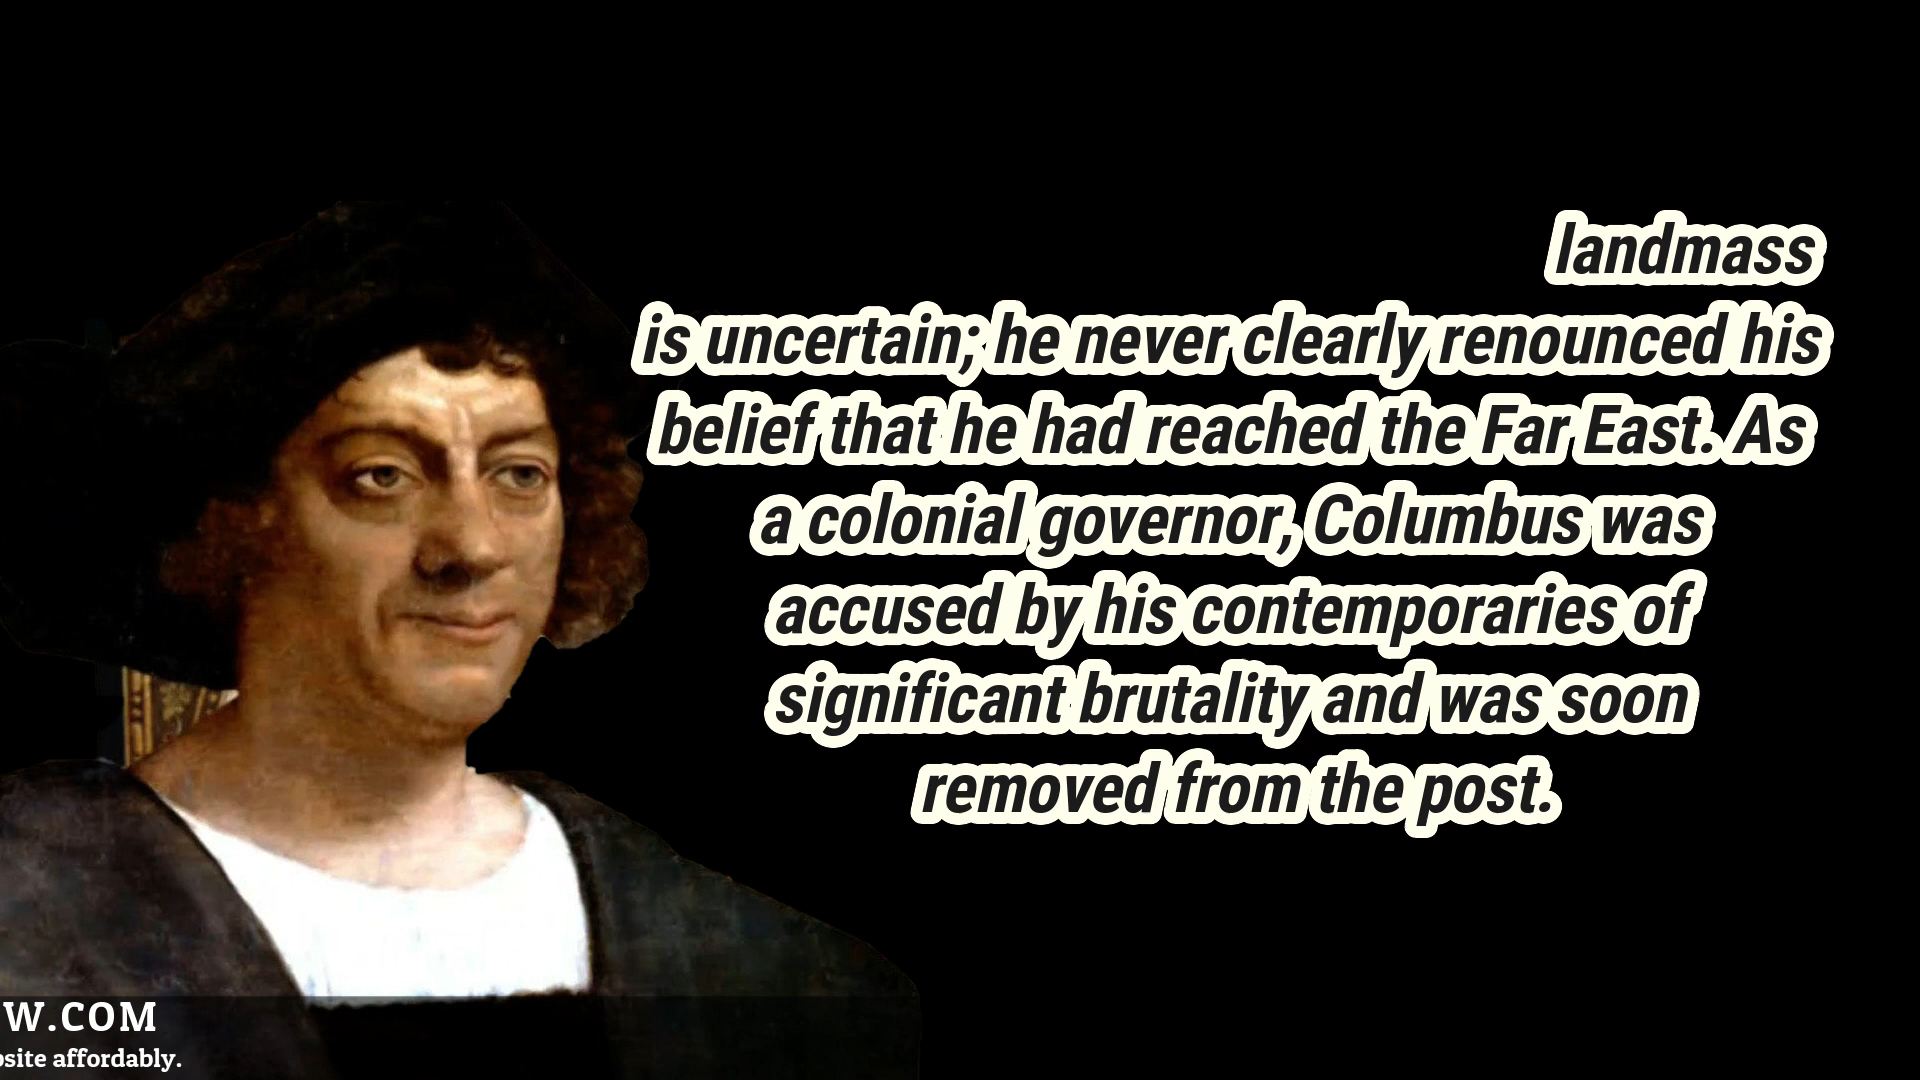 landmass
is uncertain; he never clearly renounced his
belief that he had reached the Far East. As
a colonial governor, Columbus was
accused by his contemporaries of
significant brutality and was soon
removed from the post.
W.COM
site affordably.